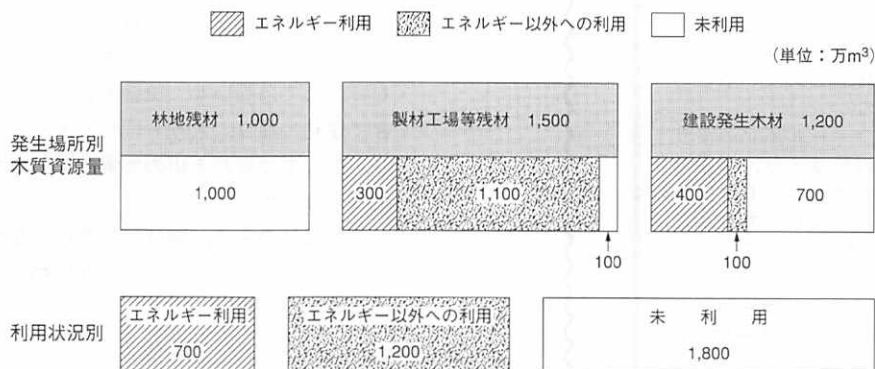 エネルギー利用 エネルギー以外への利用 未利用
(単位：万m³)
林地残材 1,000 製材工場等残材 1,500 建設発生木材 1,200
発生場所別
木質資源量
1,000 300 1,100 400 700
100 100
利用状況別
エネルギー利用 エネルギー以外への利用 未利用
700 1,200 1,800